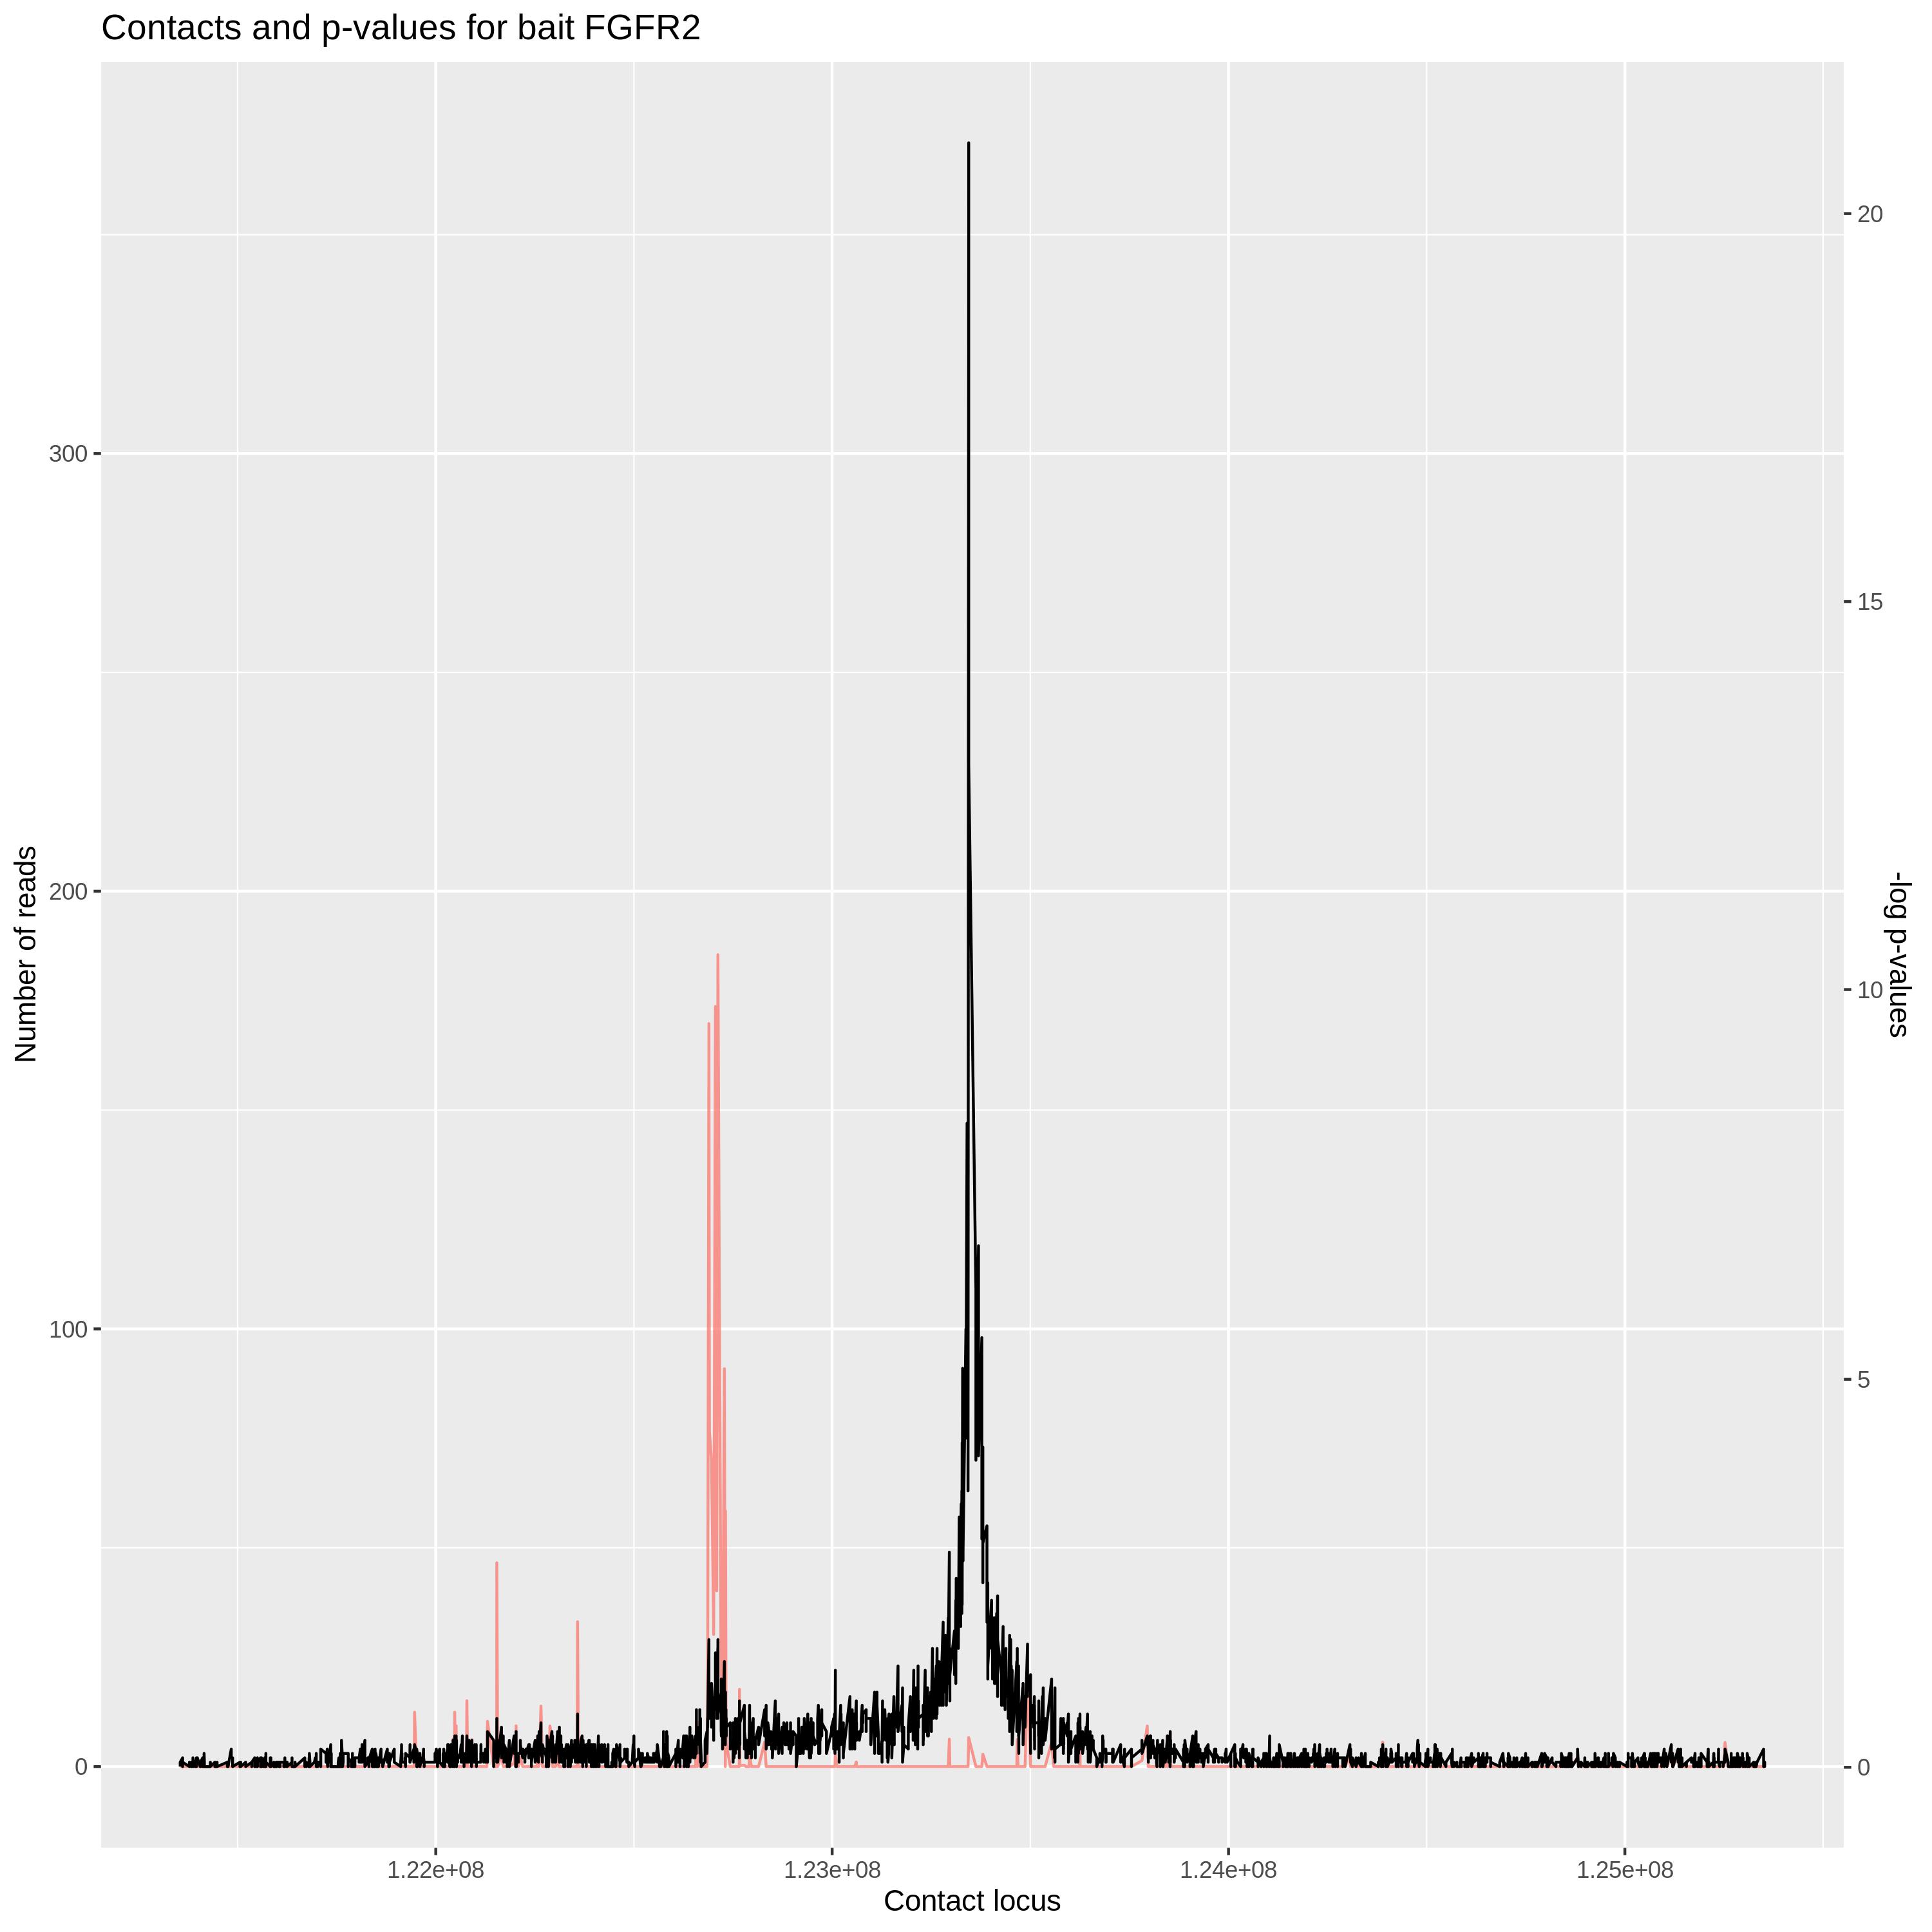 Contacts and p-values for bait FGFR2
Number of reads
300
200
100
0
20
15
10
5
0
-log p-values
1.22e+08 1.23e+08 1.24e+08 1.25e+08
Contact locus